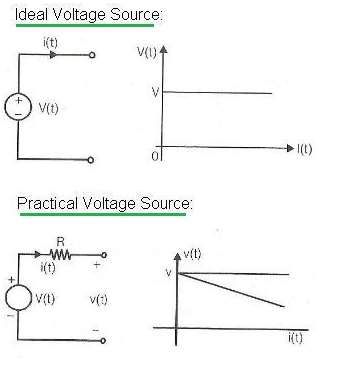 Ideal Voltage Source:
i(t)
V(t)
V
+
V(t)
I(t)
0
Practical Voltage Source:
R
v(t)
i(t)
+
V
+
V(t)
v(t)
i(t)